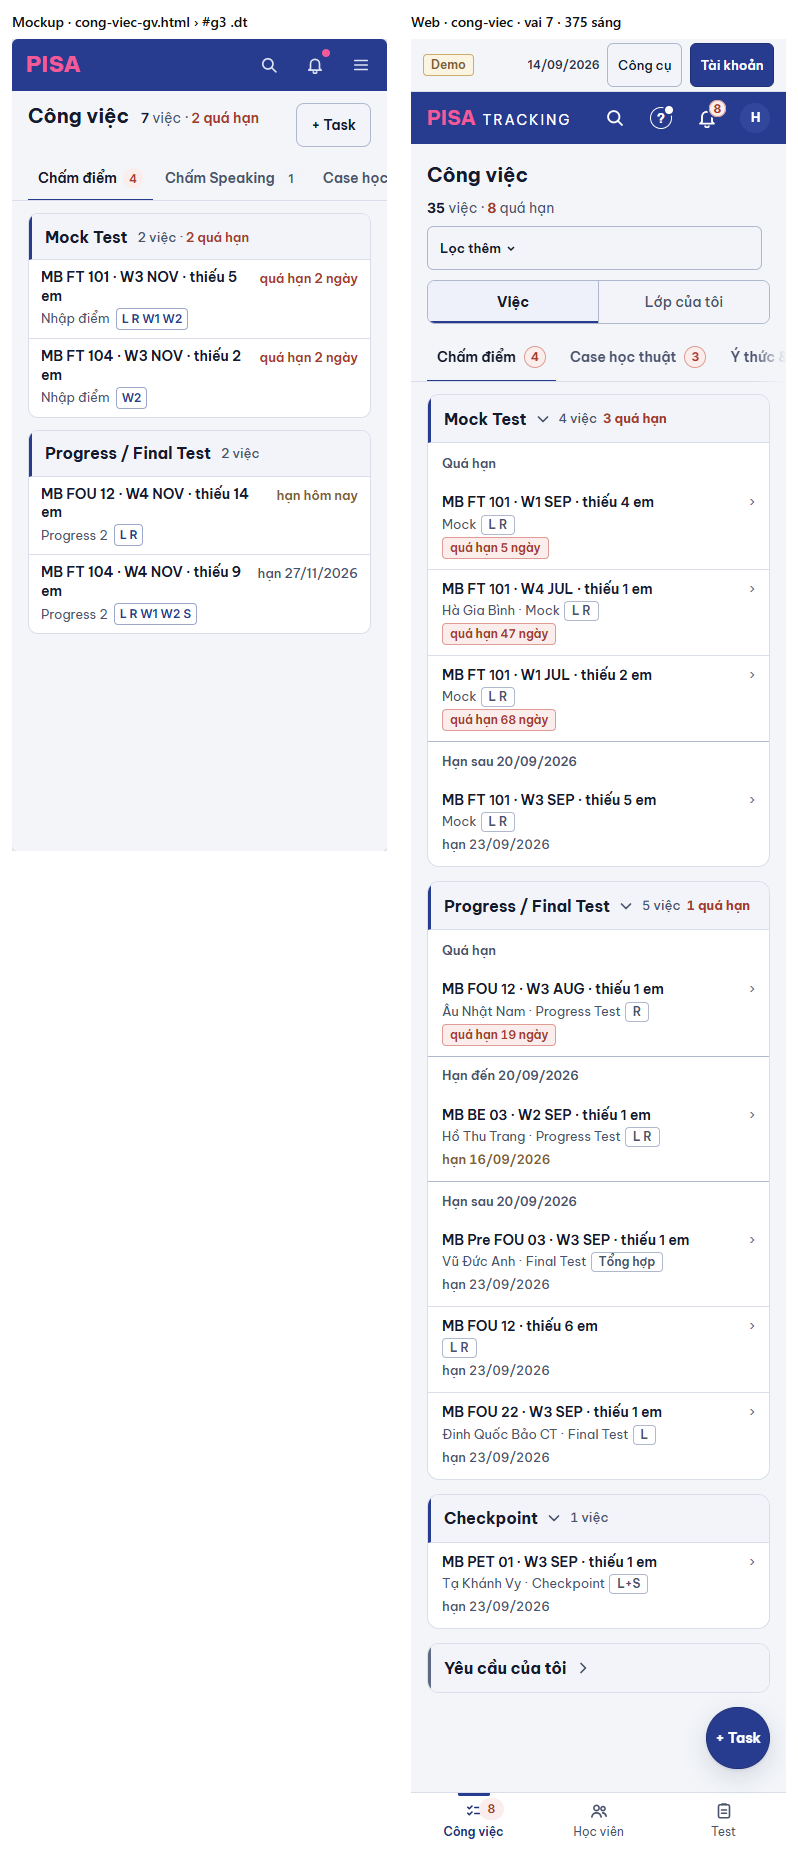 Mockup · cong-viec-gv.html › #g3 .dt
PISA
Công việc 7 việc · 2 quá hạn
+ Task
Chấm điểm 4 Chấm Speaking 1 Case học
Mock Test 2 việc · 2 quá hạn
MB FT 101 · W3 NOV · thiếu 5 em
quá hạn 2 ngày
Nhập điểm L R W1 W2
MB FT 104 · W3 NOV · thiếu 2 em
quá hạn 2 ngày
Nhập điểm W2
Progress / Final Test 2 việc
MB FOU 12 · W4 NOV · thiếu 14 em
hạn hôm nay
Progress 2 L R
MB FT 104 · W4 NOV · thiếu 9 em
hạn 27/11/2026
Progress 2 L R W1 W2 S
Web · cong-viec · vai 7 · 375 sáng
Demo 14/09/2026 Công cụ Tài khoản
PISA TRACKING ? 8 H
Công việc
35 việc · 8 quá hạn
Lọc thêm
Việc Lớp của tôi
Chấm điểm 4 Case học thuật 3 Ý thức &
Mock Test 4 việc 3 quá hạn
Quá hạn
MB FT 101 · W1 SEP · thiếu 4 em
Mock L R
quá hạn 5 ngày
MB FT 101 · W4 JUL · thiếu 1 em
Hà Gia Bình · Mock L R
quá hạn 47 ngày
MB FT 101 · W1 JUL · thiếu 2 em
Mock L R
quá hạn 68 ngày
Hạn sau 20/09/2026
MB FT 101 · W3 SEP · thiếu 5 em
Mock L R
hạn 23/09/2026
Progress / Final Test 5 việc 1 quá hạn
Quá hạn
MB FOU 12 · W3 AUG · thiếu 1 em
Âu Nhật Nam · Progress Test R
quá hạn 19 ngày
Hạn đến 20/09/2026
MB BE 03 · W2 SEP · thiếu 1 em
Hồ Thu Trang · Progress Test L R
hạn 16/09/2026
Hạn sau 20/09/2026
MB Pre FOU 03 · W3 SEP · thiếu 1 em
Vũ Đức Anh · Final Test Tổng hợp
hạn 23/09/2026
MB FOU 12 · thiếu 6 em
L R
hạn 23/09/2026
MB FOU 22 · W3 SEP · thiếu 1 em
Đinh Quốc Bảo CT · Final Test L
hạn 23/09/2026
Checkpoint 1 việc
MB PET 01 · W3 SEP · thiếu 1 em
Tạ Khánh Vy · Checkpoint L+S
hạn 23/09/2026
Yêu cầu của tôi
+ Task
8
Công việc Học viên Test